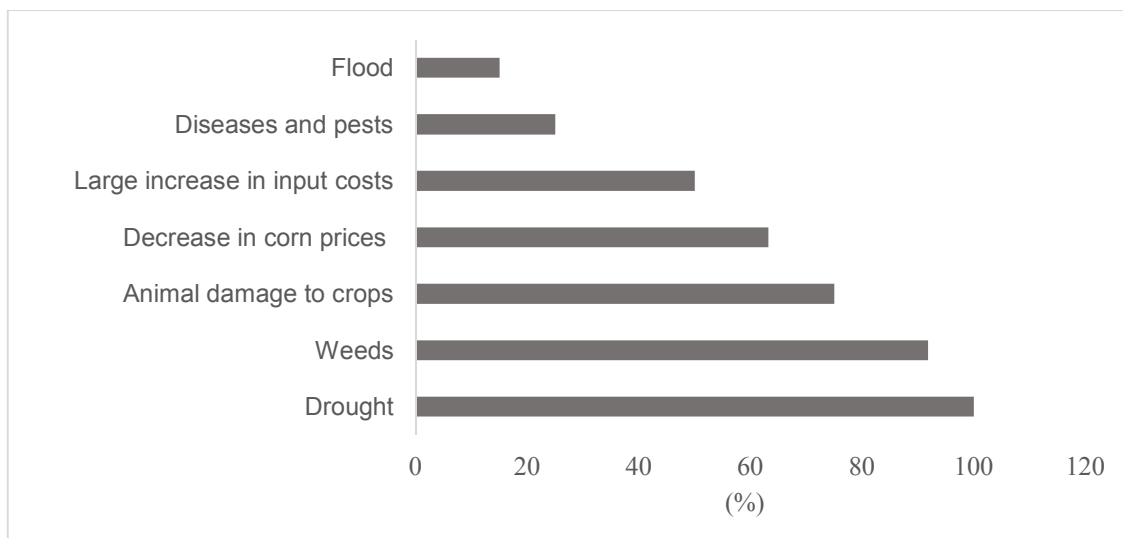 Flood
Diseases and pests
Large increase in input costs
Decrease in corn prices
Animal damage to crops
Weeds
Drought
0 20 40 60 80 100 120
(%)